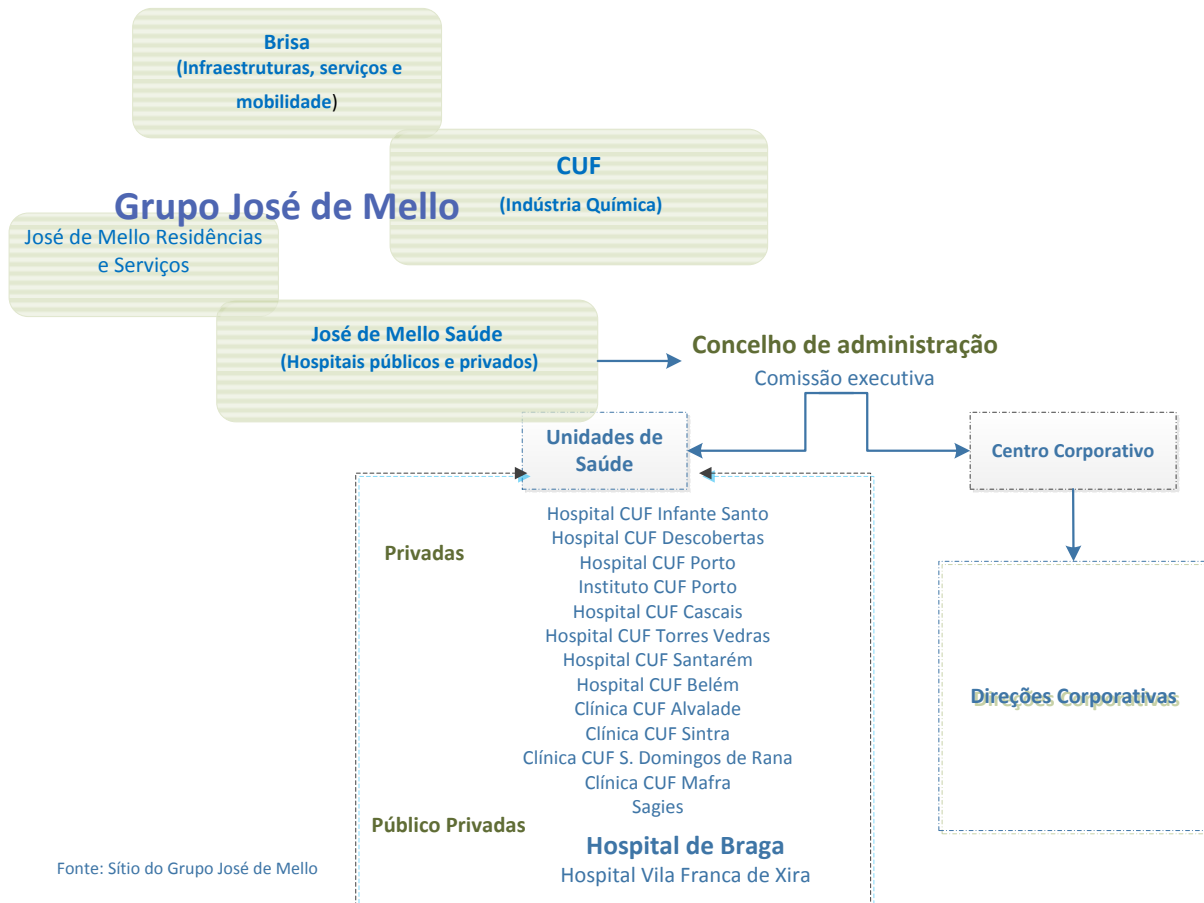 Brisa
(Infraestruturas, serviços e
mobilidade)
CUF
(Indústria Química)
Grupo José de Mello
José de Mello Residências
e Serviços
José de Mello Saúde
(Hospitais públicos e privados)
Concelho de administração
Comissão executiva
Unidades de
Saúde
Centro Corporativo
Privadas
Hospital CUF Infante Santo
Hospital CUF Descobertas
Hospital CUF Porto
Instituto CUF Porto
Hospital CUF Cascais
Hospital CUF Torres Vedras
Hospital CUF Santarém
Hospital CUF Belém
Clínica CUF Alvalade
Clínica CUF Sintra
Clínica CUF S. Domingos de Rana
Clínica CUF Mafra
Sagies
Direções Corporativas
Público Privadas
Hospital de Braga
Hospital Vila Franca de Xira
Fonte: Sítio do Grupo José de Mello